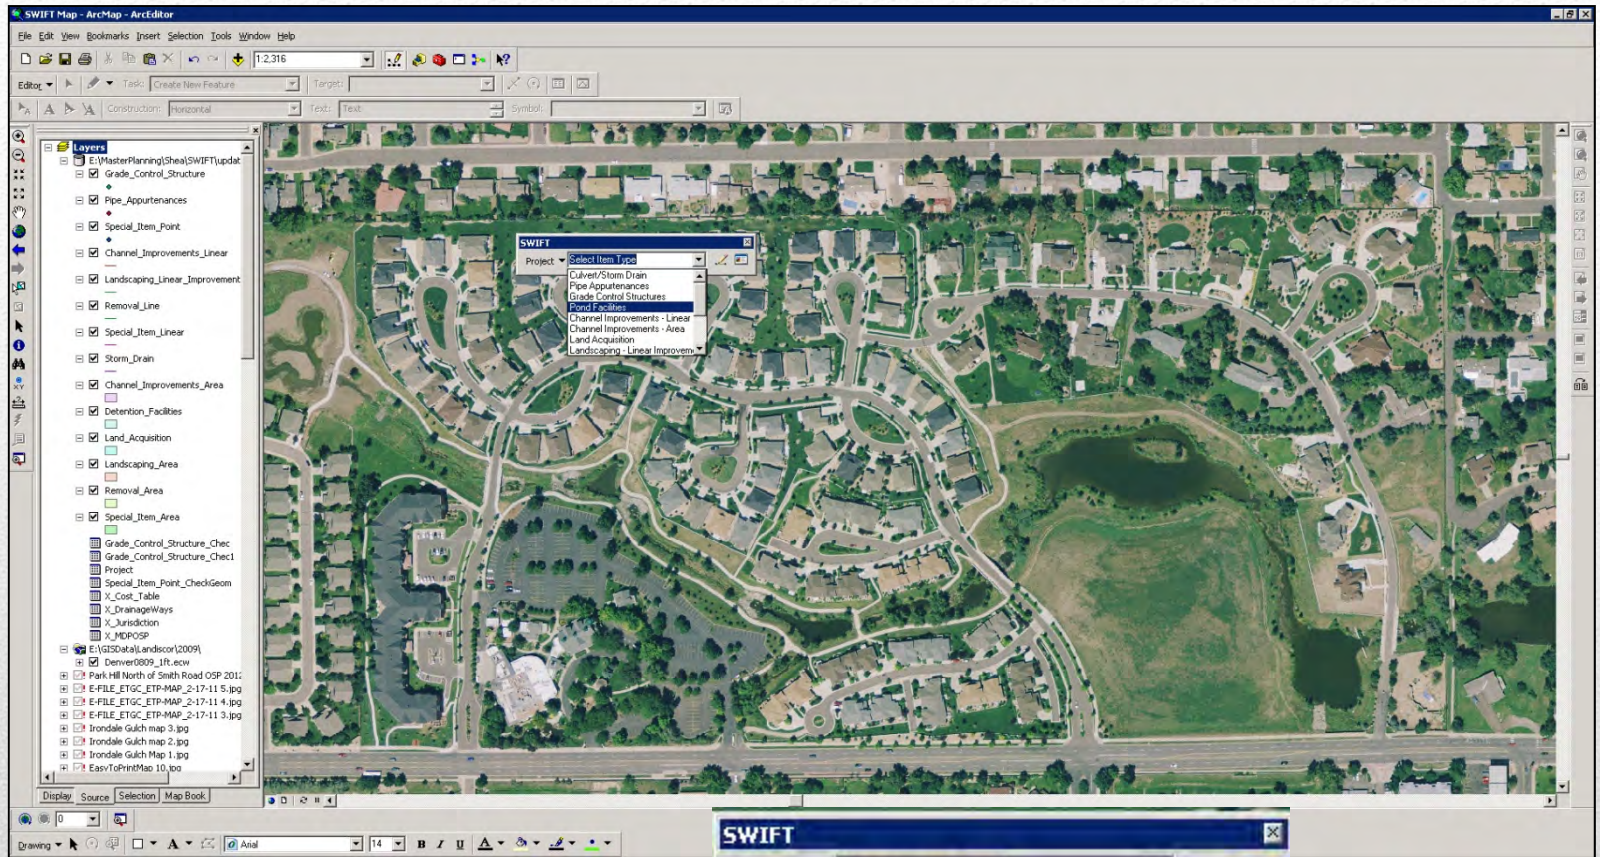 SWIFT Map - ArcMap - ArcEditor
File Edit View Bookmarks Insert Selection Tools Window Help
1:2,316
Editor Task: Create New Feature Target:
Construction: Horizontal Text: Text Symbol:
Layers
E:\MasterPlanning\Shea\SWIFT\updat
Grade_Control_Structure
Pipe_Appurtenances
Special_Item_Point
Channel_Improvements_Linear
Landscaping_Linear_Improvement
Removal_Line
Special_Item_Linear
Storm_Drain
Channel_Improvements_Area
Detention_Facilities
Land_Acquisition
Landscaping_Area
Removal_Area
Special_Item_Area
Grade_Control_Structure_Chec
Grade_Control_Structure_Chec1
Project
Special_Item_Point_CheckGeom
X_Cost_Table
X_DrainageWays
X_Jurisdiction
X_MDPOSP
E:\GISData\Landiscor\2009\
Denver0809_1ft.ecw
Park Hill North of Smith Road OSP 2012
E-FILE_ETGC_ETP-MAP_2-17-11 5.jpg
E-FILE_ETGC_ETP-MAP_2-17-11 4.jpg
E-FILE_ETGC_ETP-MAP_2-17-11 3.jpg
Irondale Gulch map 3.jpg
Irondale Gulch map 2.jpg
Irondale Gulch Map 1.jpg
EasyToPrintMap 10.jpg
Display Source Selection Map Book
SWIFT
Project Select Item Type
Culvert/Storm Drain
Pipe Appurtenances
Grade Control Structures
Pond Facilities
Channel Improvements - Linear
Channel Improvements - Area
Land Acquisition
Landscaping - Linear Improvem
0
Drawing A Arial 14 B I U A
SWIFT